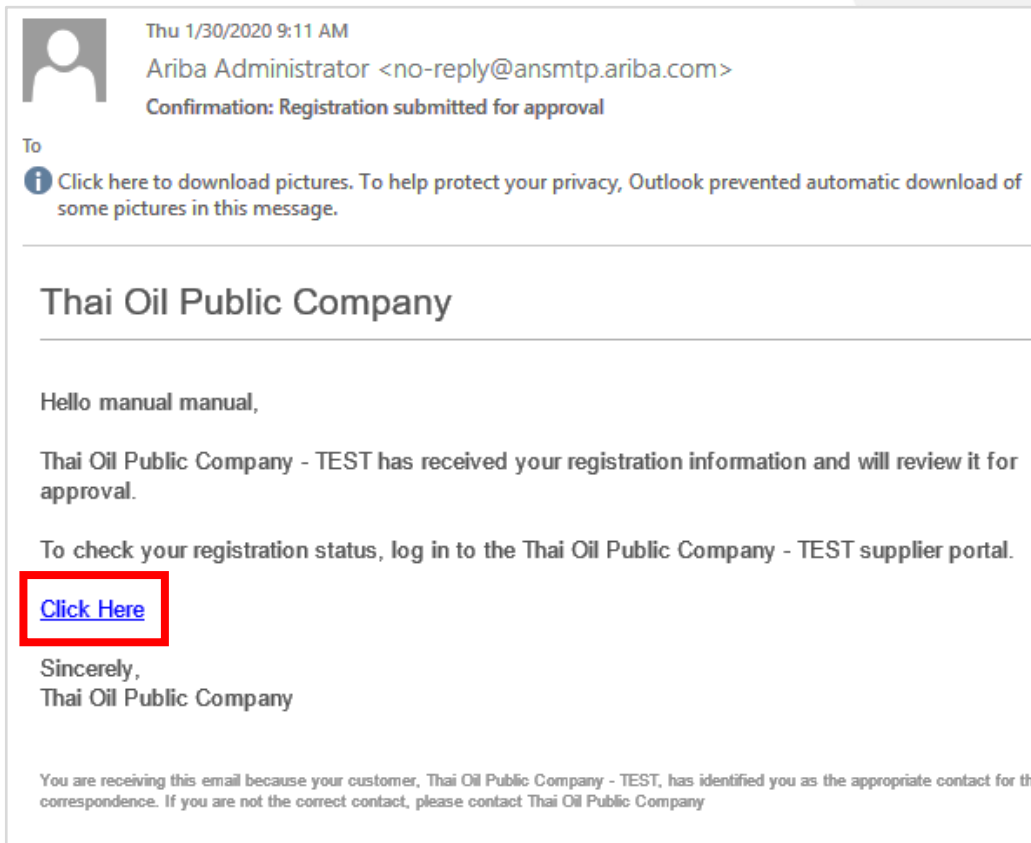 Thu 1/30/2020 9:11 AM
Ariba Administrator <no-reply@ansmtp.ariba.com>
Confirmation: Registration submitted for approval
To
Click here to download pictures. To help protect your privacy, Outlook prevented automatic download of
some pictures in this message.
Thai Oil Public Company
Hello manual manual,
Thai Oil Public Company - TEST has received your registration information and will review it for
approval.
To check your registration status, log in to the Thai Oil Public Company - TEST supplier portal.
Click Here
Sincerely,
Thai Oil Public Company
You are receiving this email because your customer, Thai Oil Public Company - TEST, has identified you as the appropriate contact for
correspondence. If you are not the correct contact, please contact Thai Oil Public Company